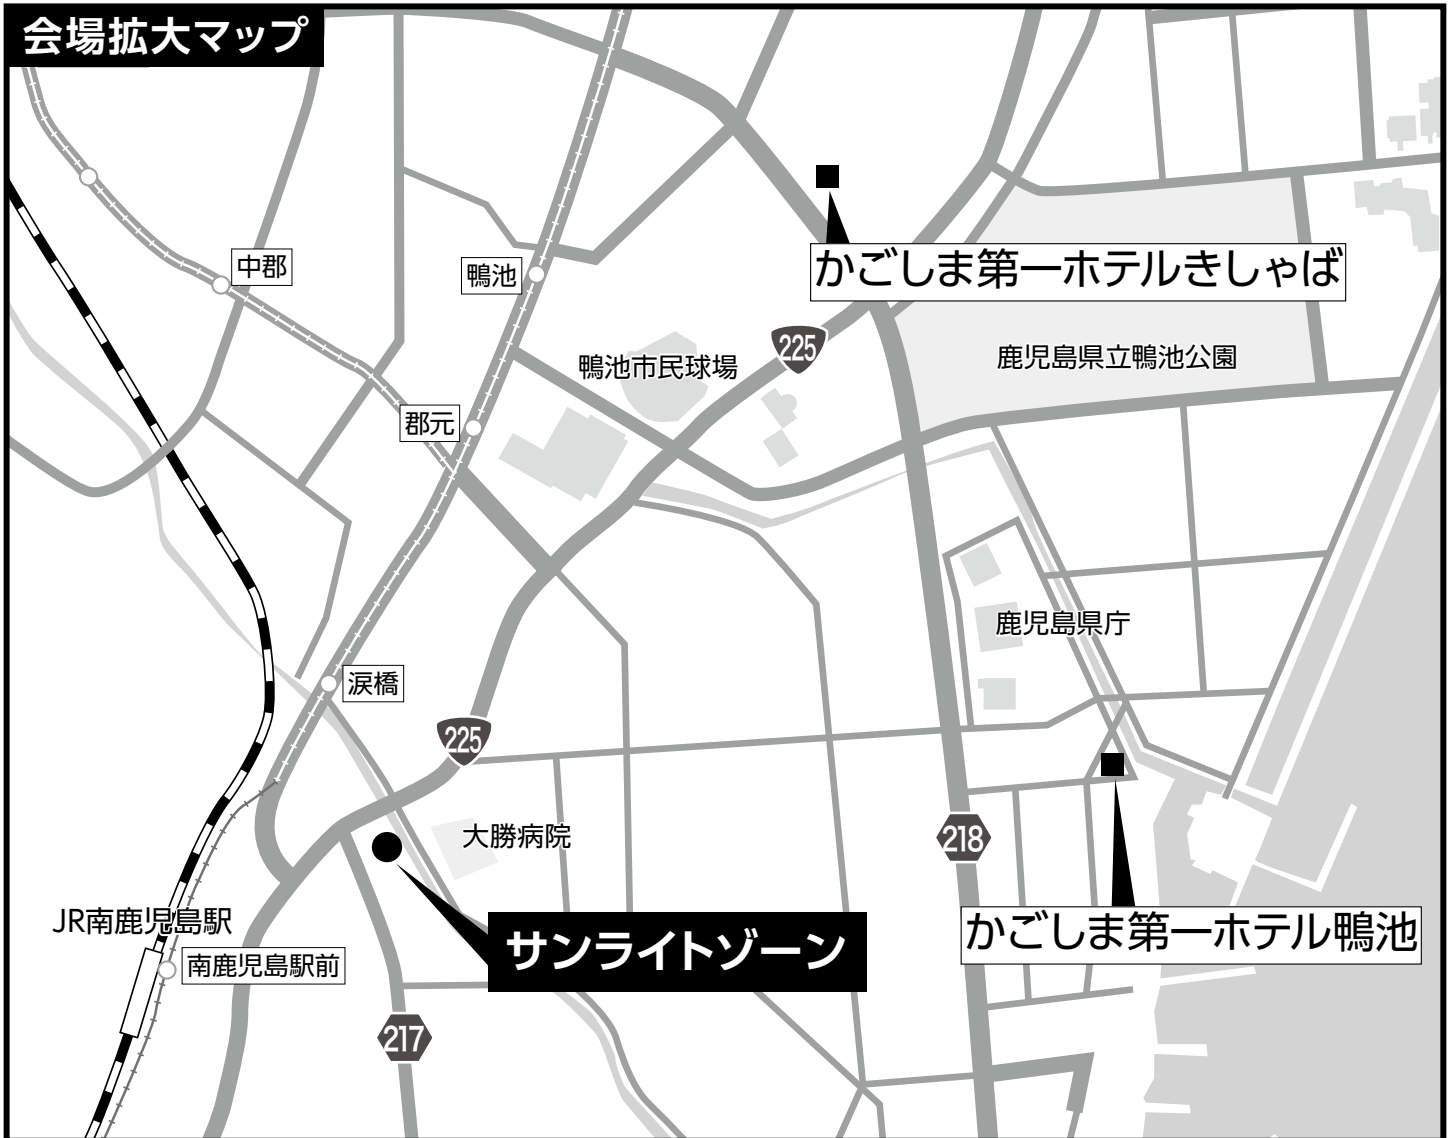 会場拡大マップ
中郡
鴨池
かごしま第一ホテルきしゃば
225
鴨池市民球場
鹿児島県立鴨池公園
郡元
鹿児島県庁
涙橋
225
大勝病院
218
JR南鹿児島駅
サンライトゾーン
かごしま第一ホテル鴨池
南鹿児島駅前
217